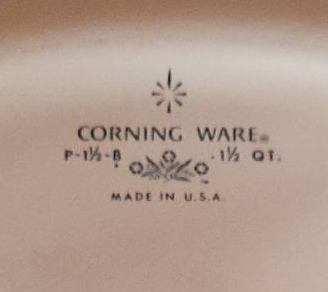 CORNING WARE®
P-1½-B 1½ QT.
MADE IN U.S.A.